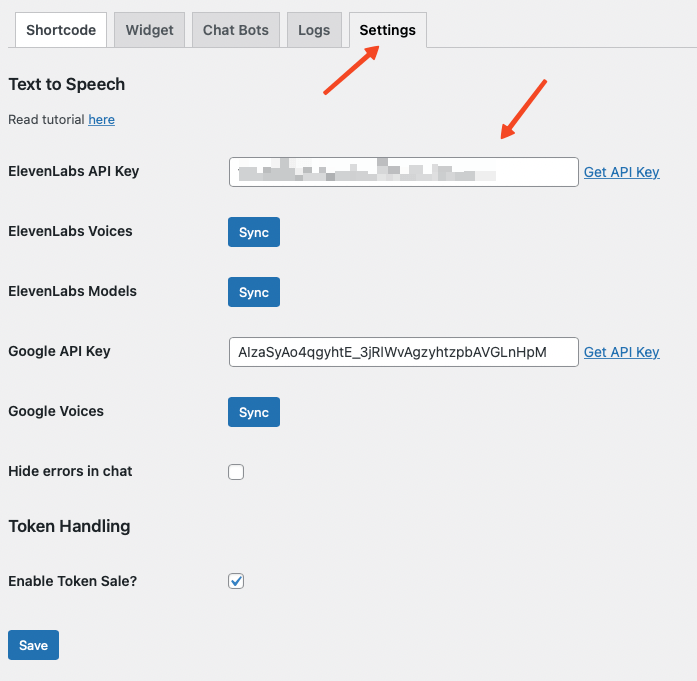 Shortcode
Widget
Chat Bots
Logs
Settings
Text to Speech
Read tutorial here
ElevenLabs API Key
Get API Key
ElevenLabs Voices
Sync
ElevenLabs Models
Sync
Google API Key
AIzaSyAo4qgyhtE_3jRIWvAgzyhtzpbAVGLnHpM
Get API Key
Google Voices
Sync
Hide errors in chat
Token Handling
Enable Token Sale?
Save